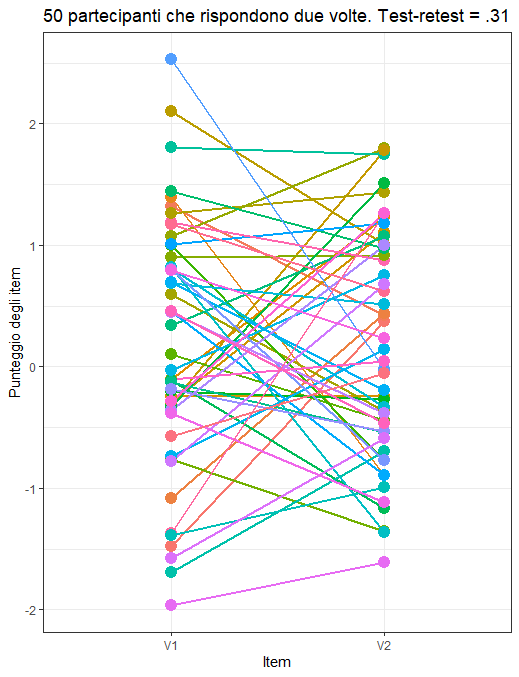 50 partecipanti che rispondono due volte. Test-retest = .31
Punteggio degli item
2
1
0
-1
-2
V1 V2
Item